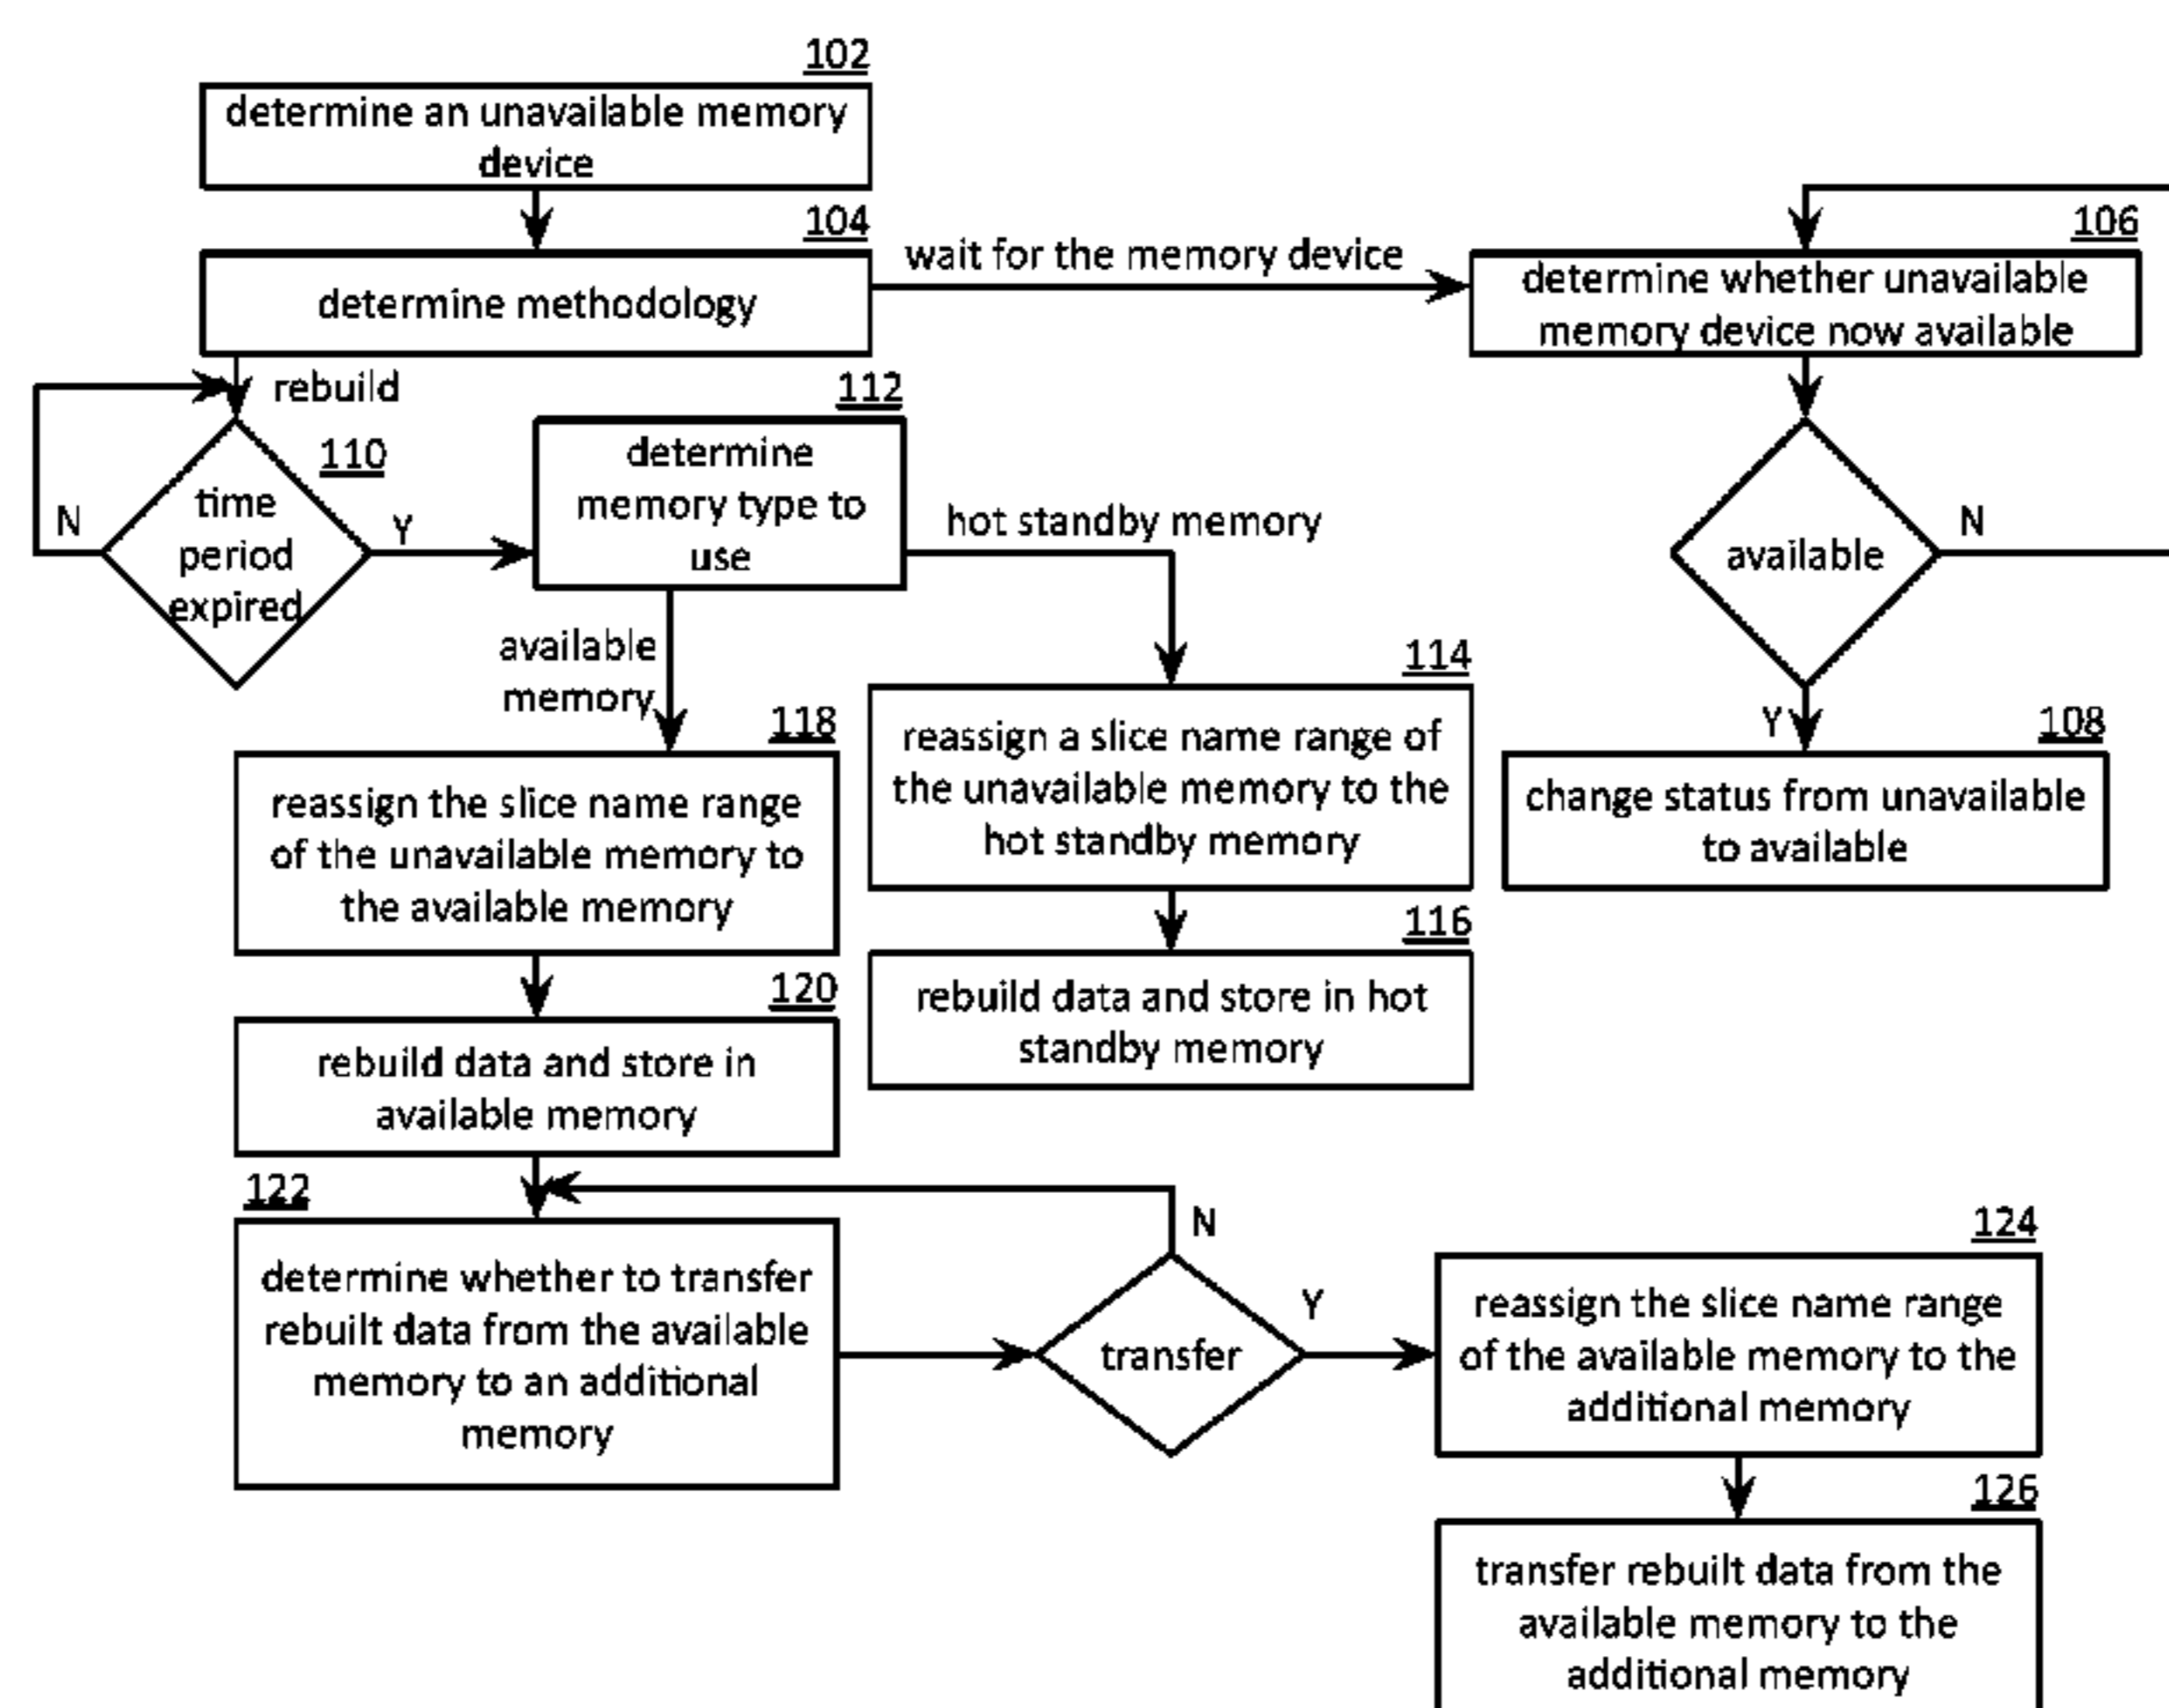 102
determine an unavailable memory
device
104
determine methodology
wait for the memory device
106
determine whether unavailable
memory device now available
rebuild
110
time
period
expired
N
Y
112
determine
memory type to
use
hot standby memory
available
memory
available
N
Y
108
change status from unavailable
to available
114
reassign a slice name range of
the unavailable memory to the
hot standby memory
116
rebuild data and store in hot
standby memory
118
reassign the slice name range
of the unavailable memory to
the available memory
120
rebuild data and store in
available memory
122
determine whether to transfer
rebuilt data from the available
memory to an additional
memory
transfer
N
Y
124
reassign the slice name range
of the available memory to the
additional memory
126
transfer rebuilt data from the
available memory to the
additional memory